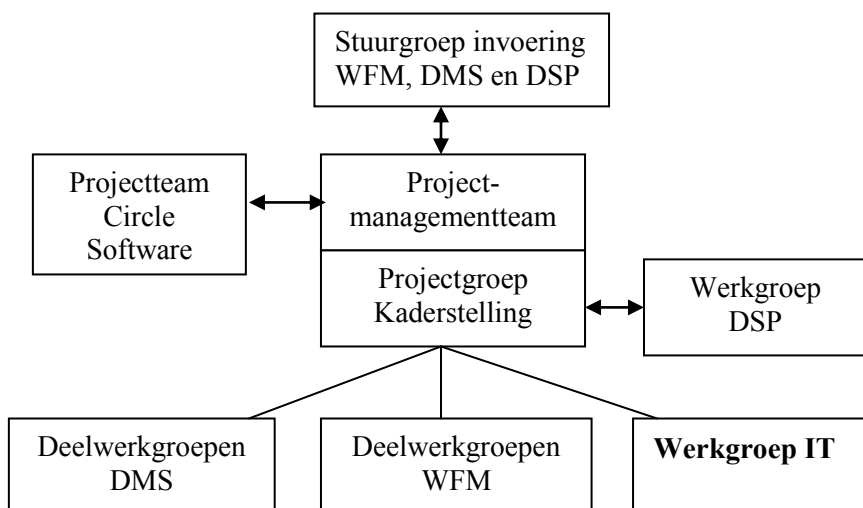 Stuurgroep invoering
WFM, DMS en DSP
Projectteam
Circle
Software
Project-
managementteam
Projectgroep
Kaderstelling
Werkgroep
DSP
Deelwerkgroepen
DMS
Deelwerkgroepen
WFM
Werkgroep IT